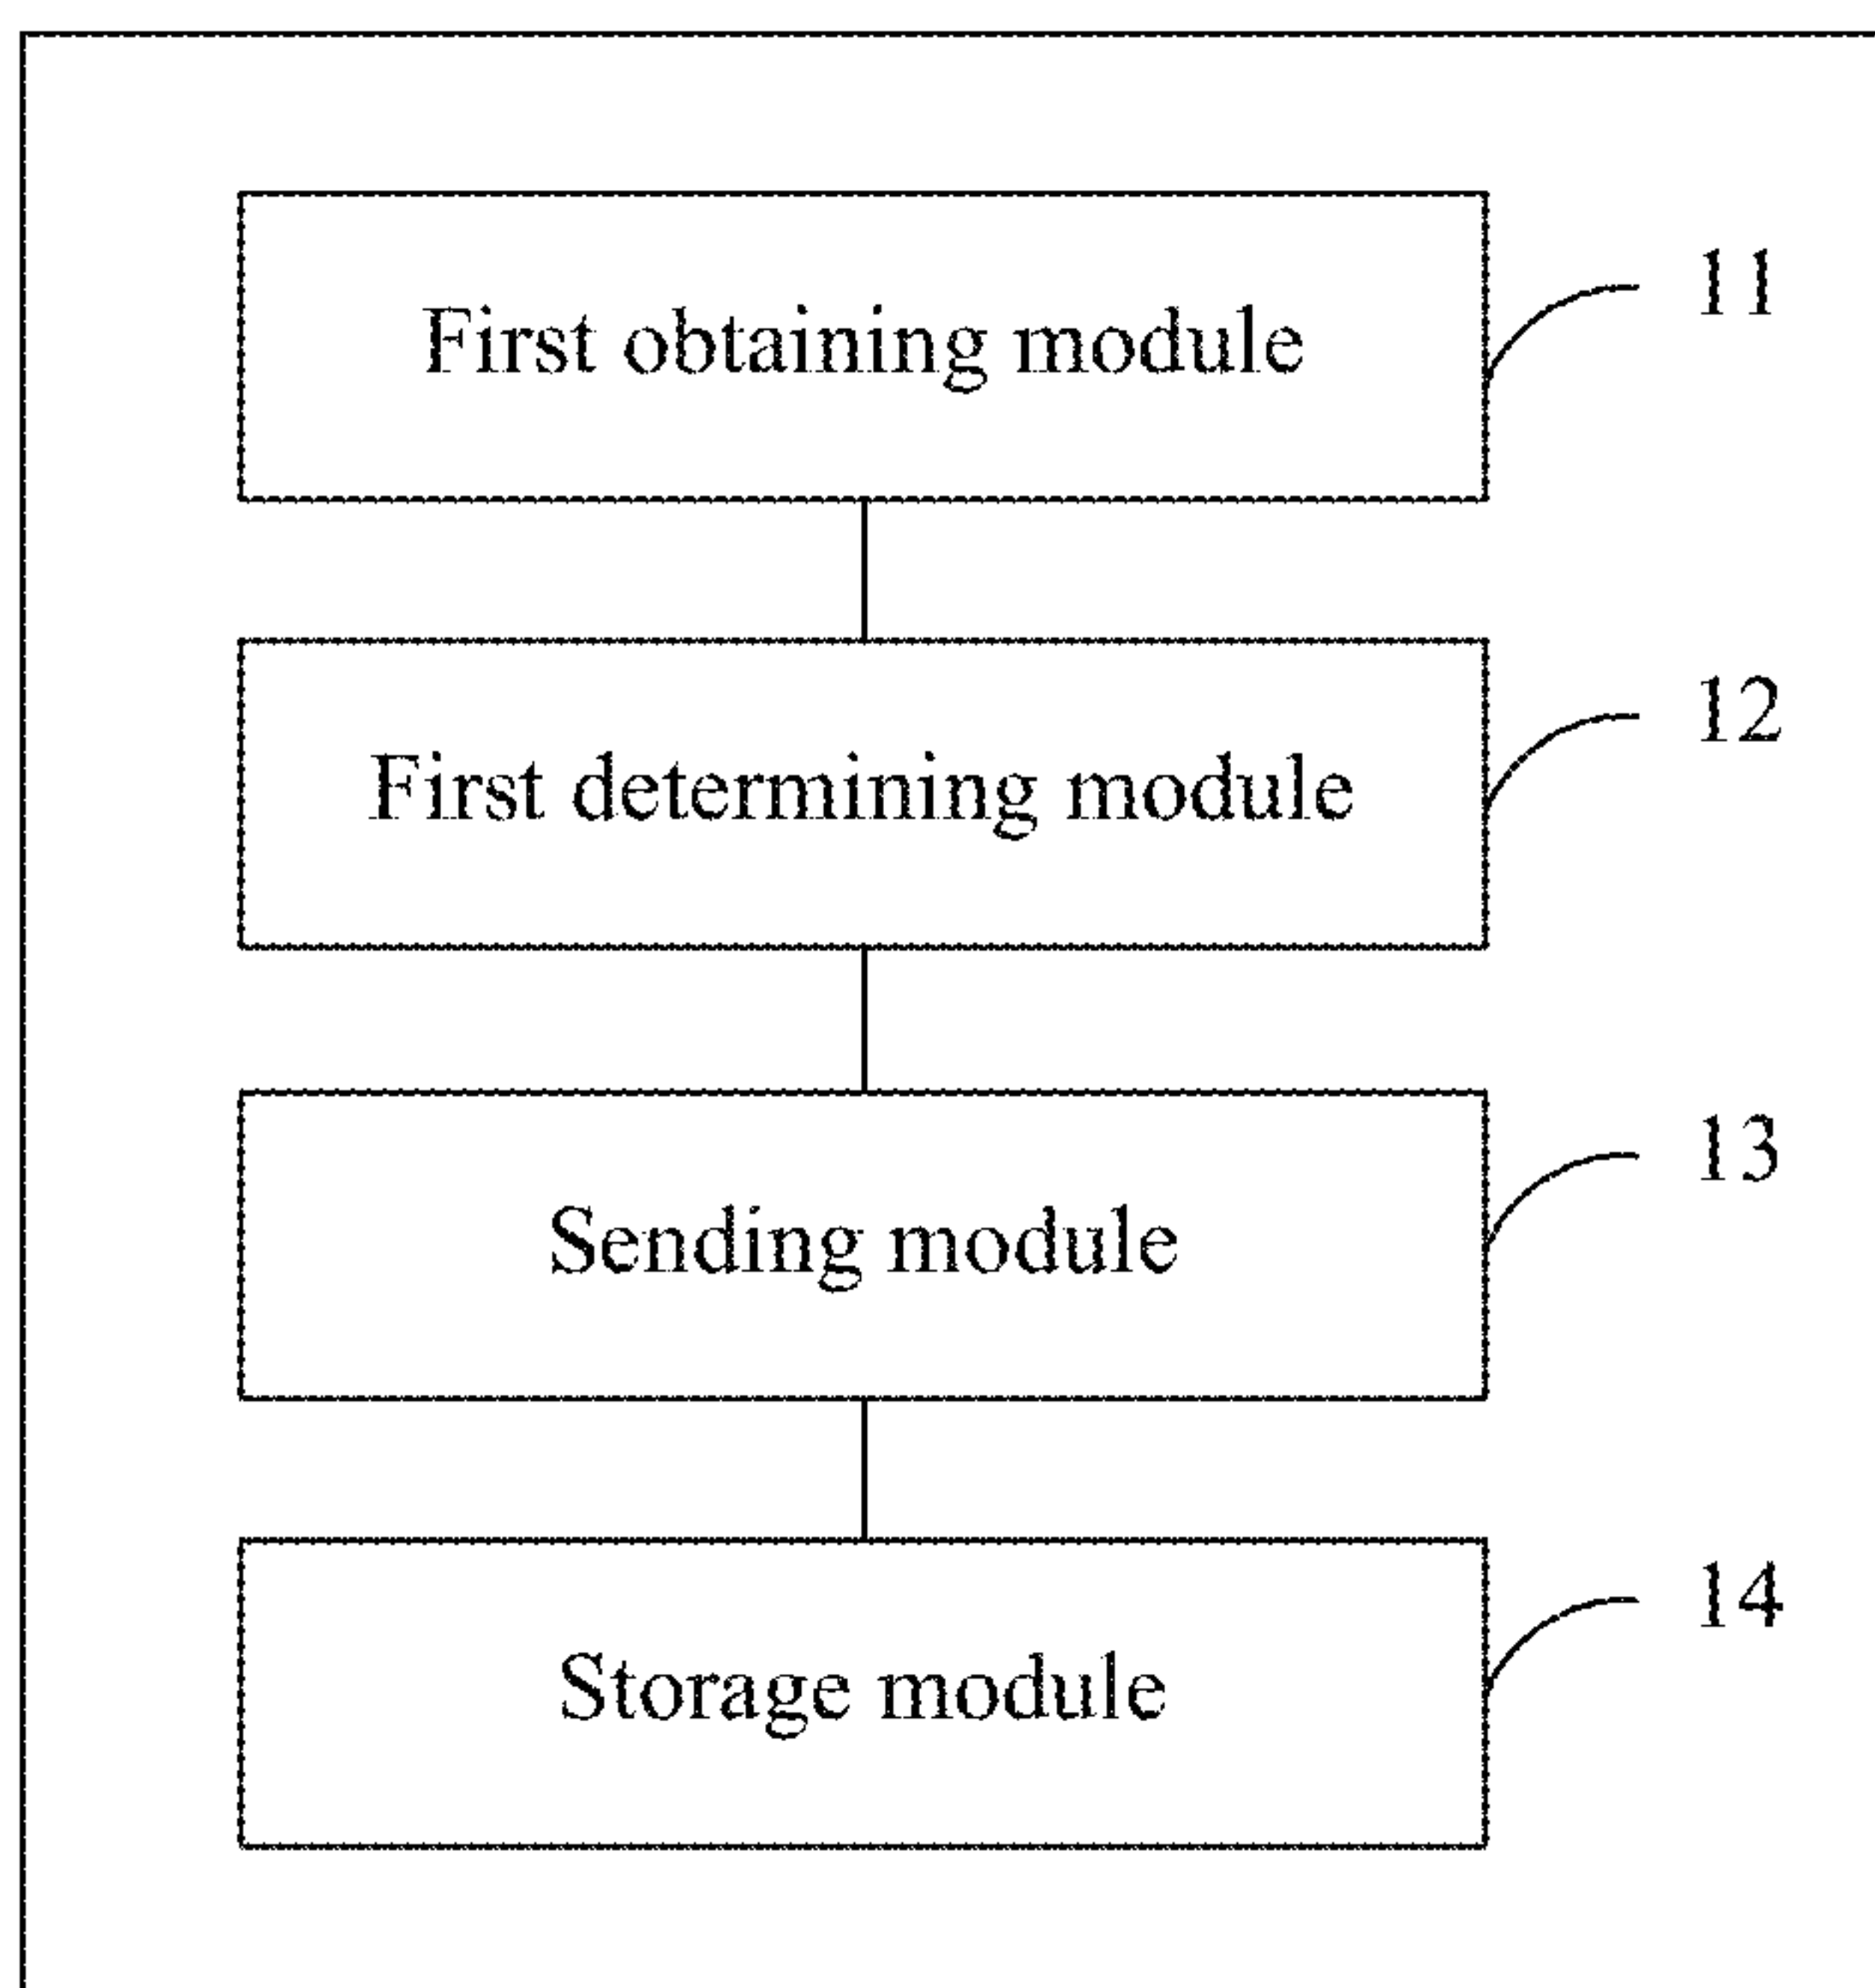 First obtaining module
11
First determining module
12
Sending module
13
Storage module
14